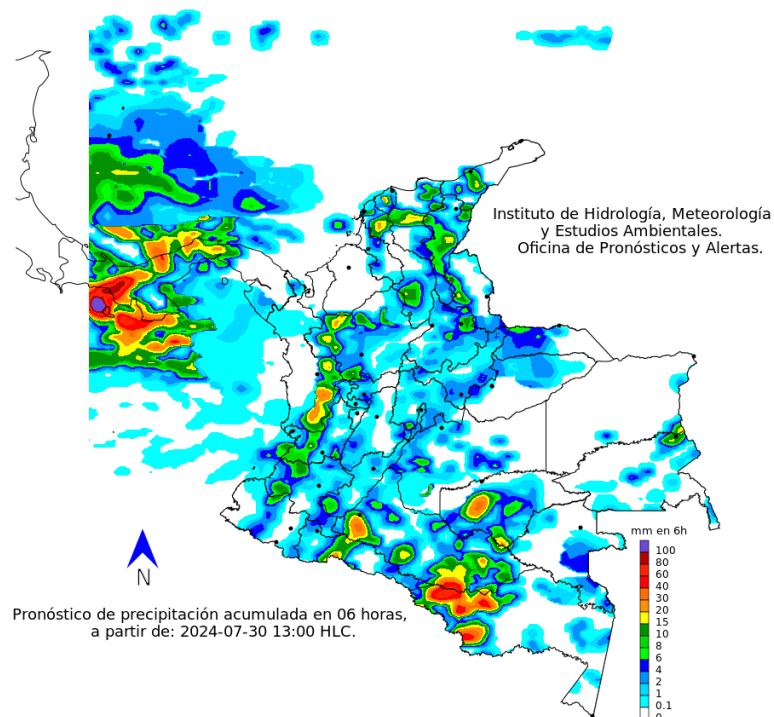 Instituto de Hidrología, Meteorología
y Estudios Ambientales.
Oficina de Pronósticos y Alertas.
mm en 6h
100
80
60
40
30
20
15
10
8
6
4
2
1
0.1
0
N
Pronóstico de precipitación acumulada en 06 horas,
a partir de: 2024-07-30 13:00 HLC.